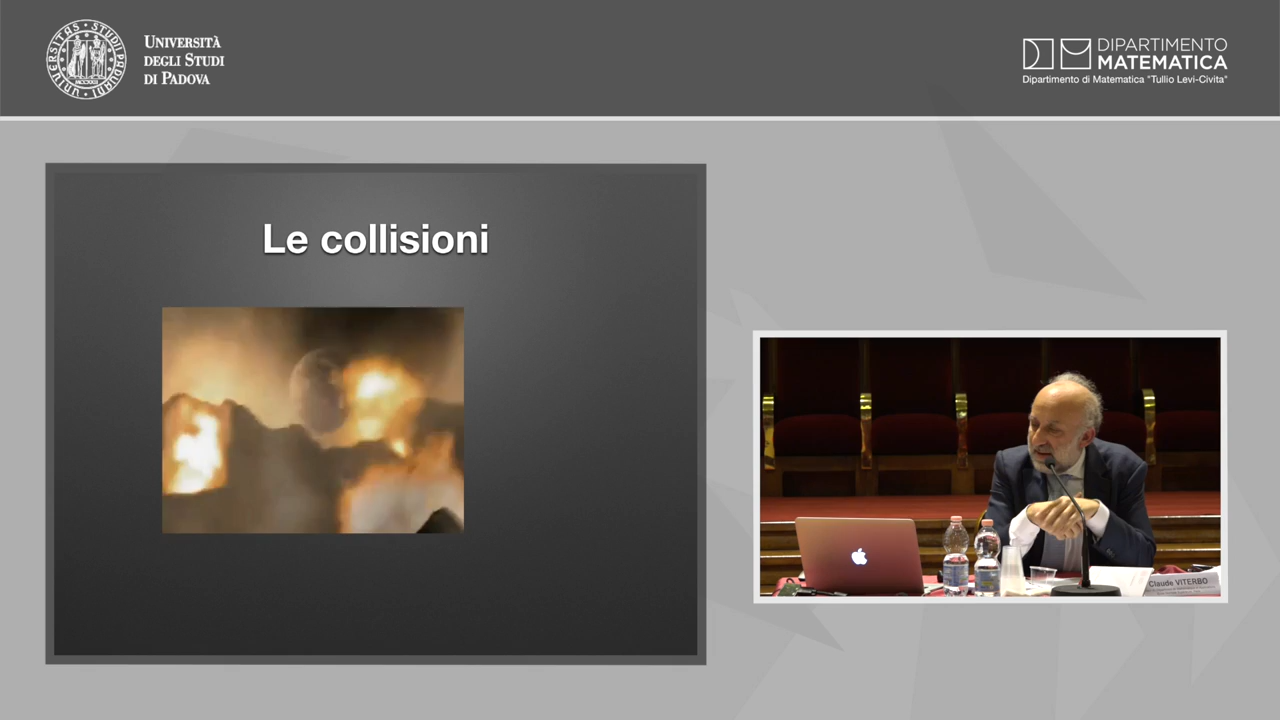 UNIVERSITÀ
DEGLI STUDI
DI PADOVA
DIPARTIMENTO
MATEMATICA
Dipartimento di Matematica "Tullio Levi-Civita"
Le collisioni
Claude VITERBO